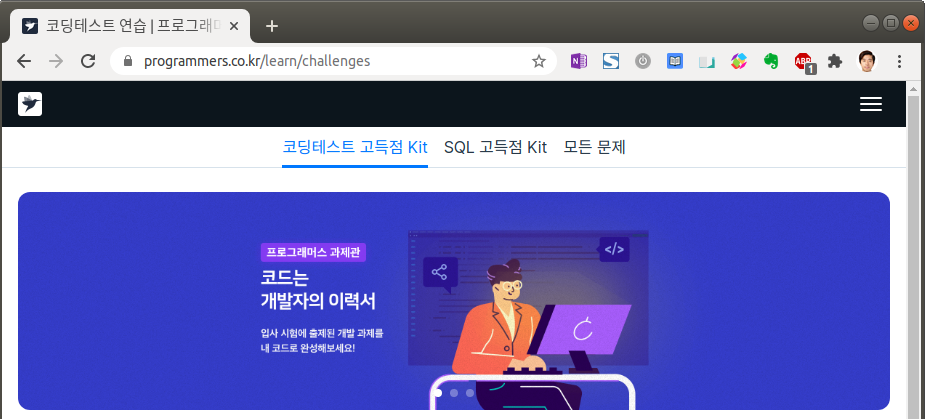 코딩테스트 연습 | 프로그래머
programmers.co.kr/learn/challenges
ABP
1
코딩테스트 고득점 Kit
SQL 고득점 Kit
모든 문제
프로그래머스 과제관
코드는
개발자의 이력서
입사 시험에 출제된 개발 과제를
내 코드로 완성해보세요!
</>